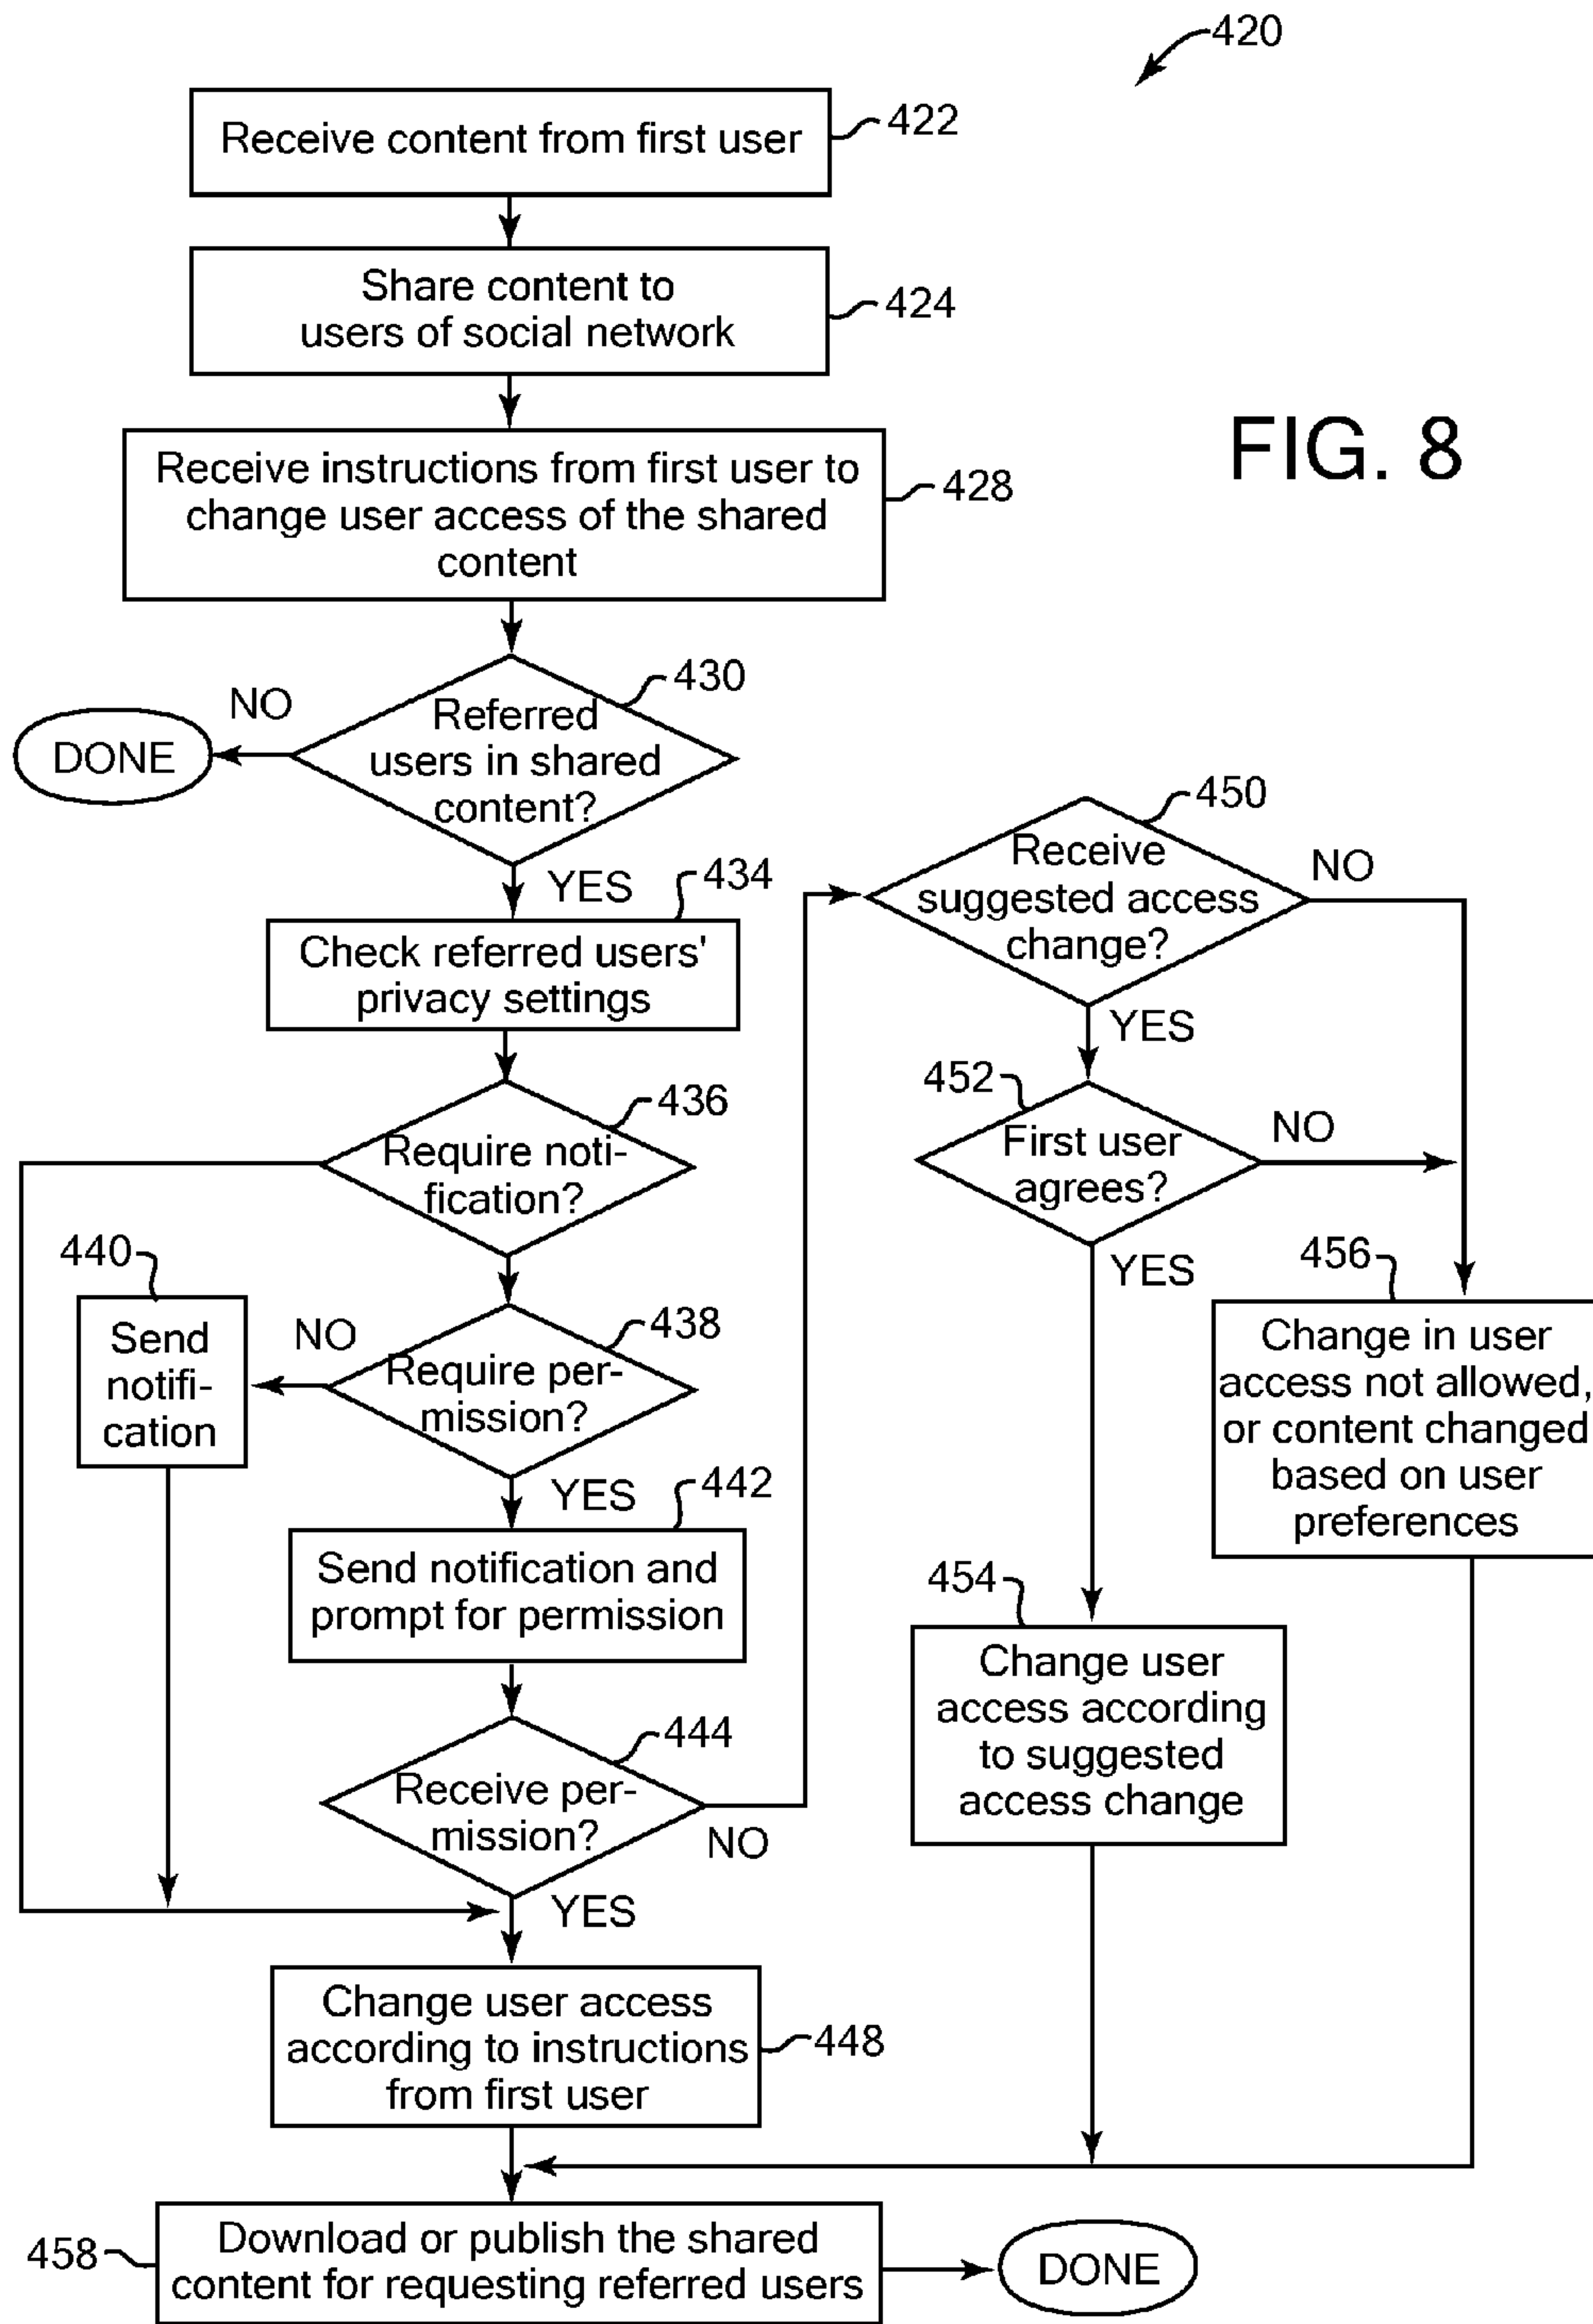 420
Receive content from first user
422
Share content to
users of social network
424
FIG. 8
Receive instructions from first user to
change user access of the shared
content
428
430
NO
Referred
users in shared
content?
DONE
YES
434
Check referred users'
privacy settings
436
Require noti-
fication?
440
Send
notifi-
cation
NO
438
Require per-
mission?
YES
442
Send notification and
prompt for permission
444
Receive per-
mission?
NO
YES
Change user access
according to instructions
from first user
448
450
Receive
suggested access
change?
NO
YES
452
First user
agrees?
NO
YES
456
Change in user
access not allowed,
or content changed
based on user
preferences
454
Change user
access according
to suggested
access change
458
Download or publish the shared
content for requesting referred users
DONE